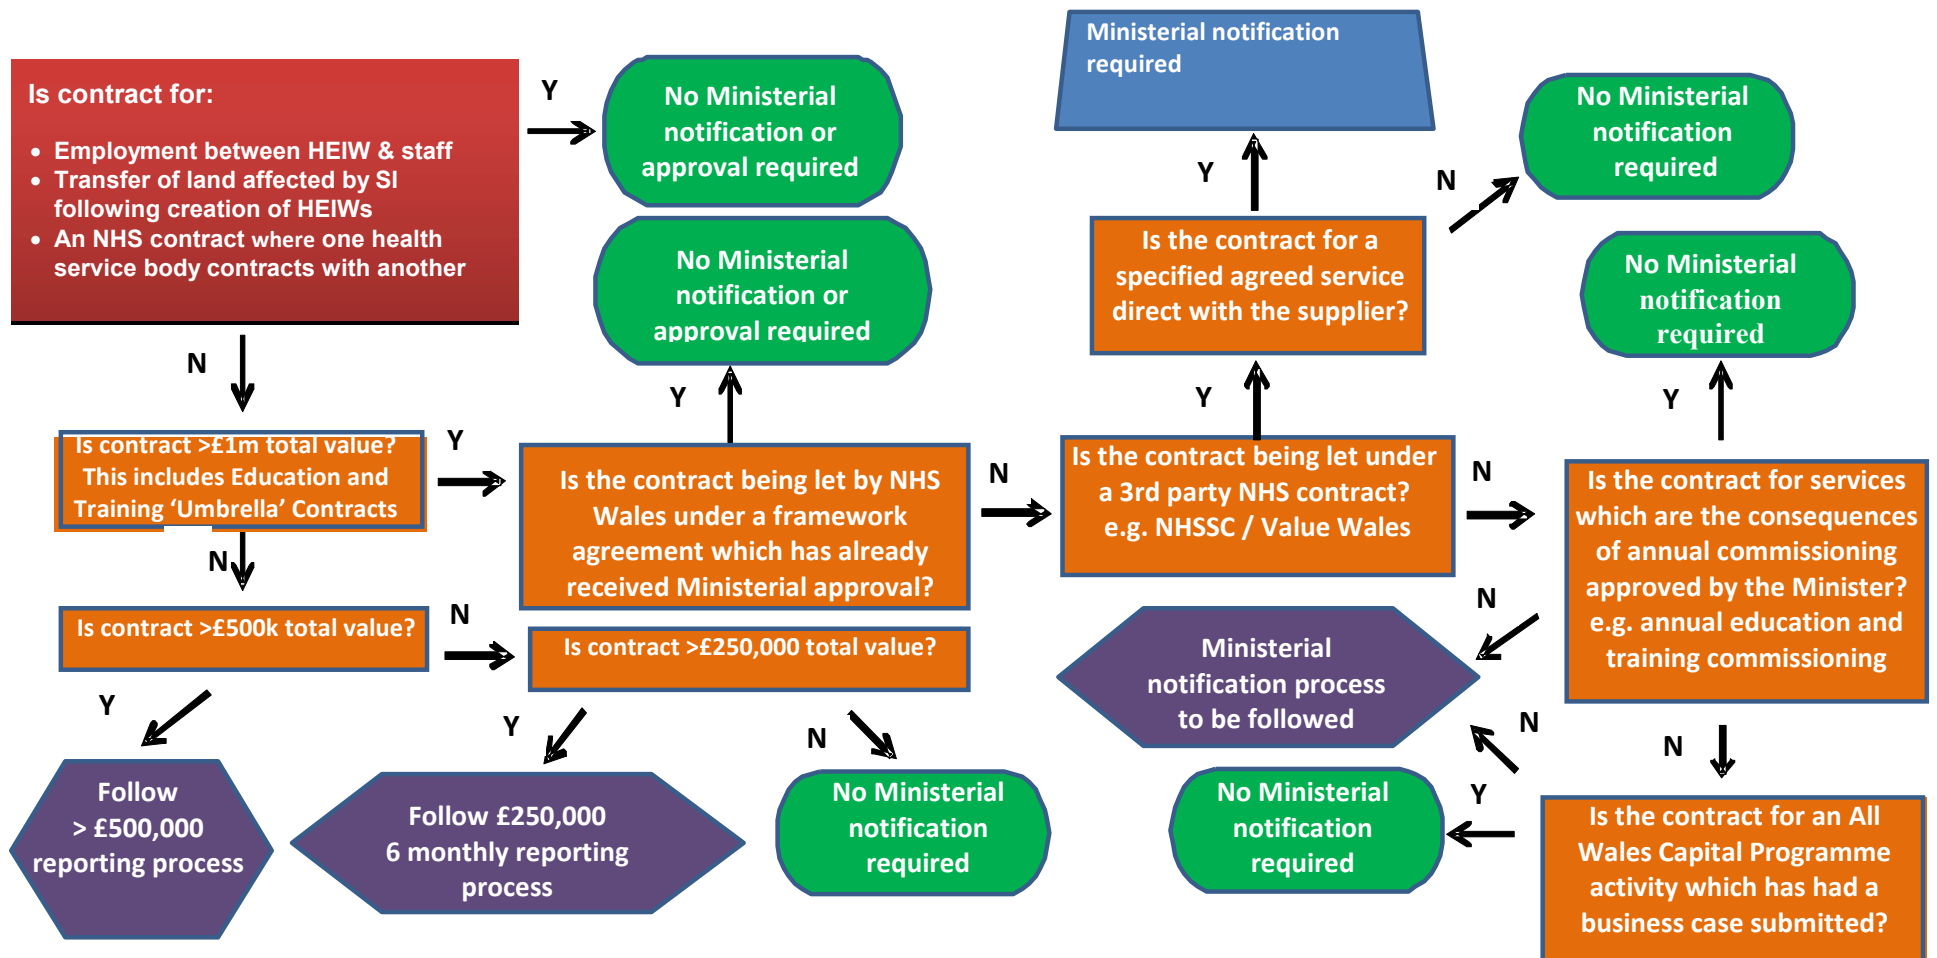 Is contract for:
• Employment between HEIW & staff
• Transfer of land affected by SI
following creation of HEIWs
• An NHS contract where one health
service body contracts with another
Y
No Ministerial
notification or
approval required
N
Is contract >£1m total value?
This includes Education and
Training ‘Umbrella’ Contracts
Y
N
Is contract >£500k total value?
N
Y
Follow
> £500,000
reporting process
No Ministerial
notification or
approval required
Y
Is the contract being let by NHS
Wales under a framework
agreement which has already
received Ministerial approval?
N
Is contract >£250,000 total value?
Y
Follow £250,000
6 monthly reporting
process
N
No Ministerial
notification
required
Ministerial notification
required
Y
Is the contract for a
specified agreed service
direct with the supplier?
N
No Ministerial
notification
required
Y
Is the contract being let under
a 3rd party NHS contract?
e.g. NHSSC / Value Wales
N
No Ministerial
notification
required
Y
Is the contract for services
which are the consequences
of annual commissioning
approved by the Minister?
e.g. annual education and
training commissioning
N
Ministerial
notification process
to be followed
N
N
Is the contract for an All
Wales Capital Programme
activity which has had a
business case submitted?
Y
No Ministerial
notification
required